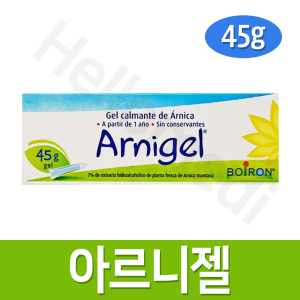 45g
Gel calmante de Árnica
• A partir de 1 año • Sin conservantes
Arnigel®
45 g
gel
BOIRON®
7% de extracto hidroalcohólico de planta fresca de Arnica montana
아르니젤